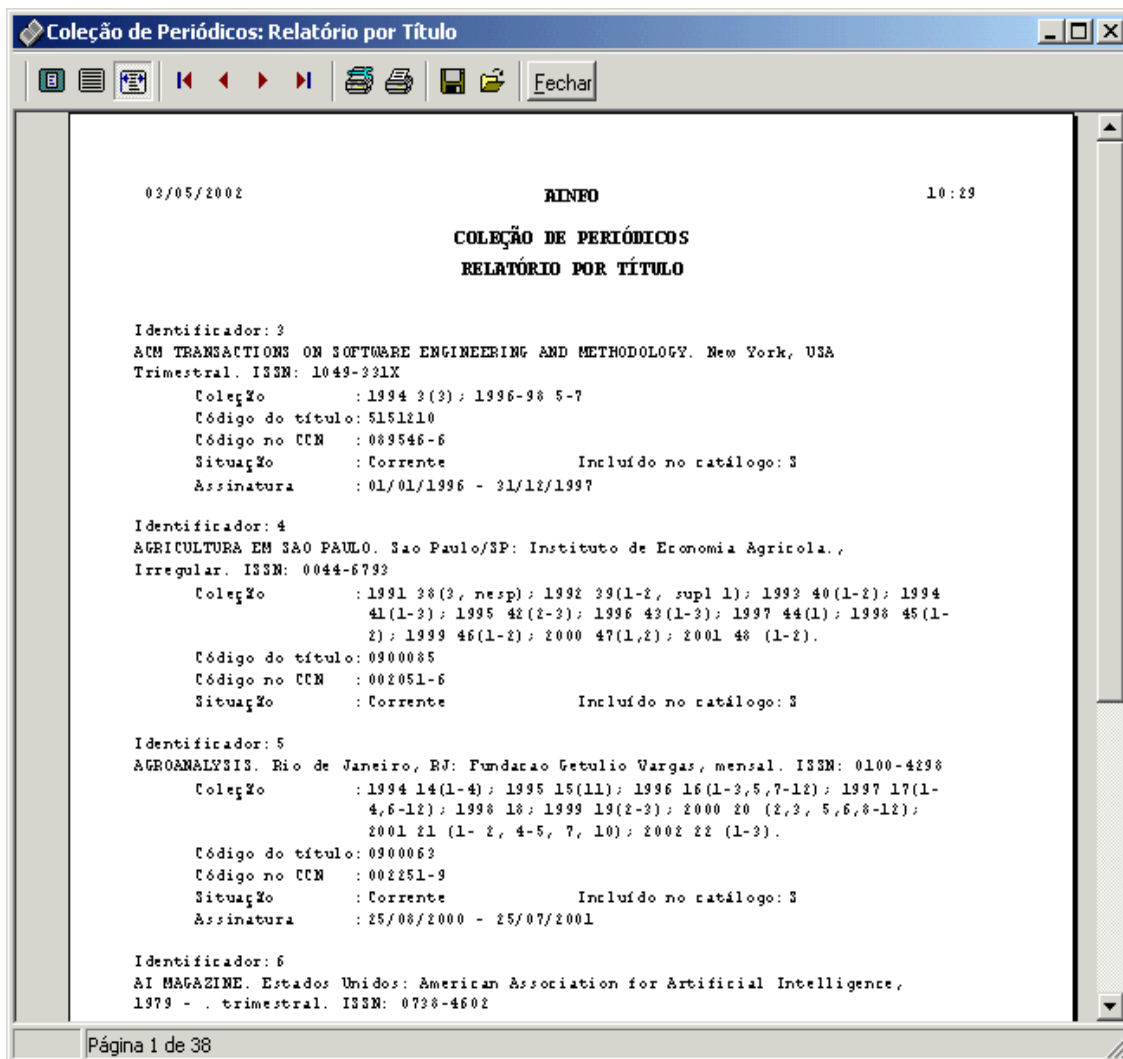 Coleção de Periódicos: Relatório por Título
Fechar
03/05/2002 AINFO 10:29
COLEÇÃO DE PERIÓDICOS
RELATÓRIO POR TÍTULO
Identificador: 3
ACM TRANSACTIONS ON SOFTWARE ENGINEERING AND METHODOLOGY. New York, USA
Trimestral. ISSN: 1049-331X
Coleção : 1994 3(3); 1996-98 5-7
Código do título: 5151210
Código no CCN : 089546-6
Situação : Corrente Incluído no catálogo: S
Assinatura : 01/01/1996 - 31/12/1997
Identificador: 4
AGRICULTURA EM SAO PAULO. Sao Paulo/SP: Instituto de Economia Agricola.,
Irregular. ISSN: 0044-6793
Coleção : 1991 38(3, nesp); 1992 39(1-2, supl 1); 1993 40(1-2); 1994
41(1-3); 1995 42(2-3); 1996 43(1-3); 1997 44(1); 1998 45(1-
2); 1999 46(1-2); 2000 47(1,2); 2001 48 (1-2).
Código do título: 0900085
Código no CCN : 002051-6
Situação : Corrente Incluído no catálogo: S
Identificador: 5
AGROANALYSIS. Rio de Janeiro, RJ: Fundacao Getulio Vargas, mensal. ISSN: 0100-4298
Coleção : 1994 14(1-4); 1995 15(11); 1996 16(1-3,5,7-12); 1997 17(1-
4,6-12); 1998 18; 1999 19(2-3); 2000 20 (2,3, 5,6,8-12);
2001 21 (1- 2, 4-5, 7, 10); 2002 22 (1-3).
Código do título: 0900063
Código no CCN : 002251-9
Situação : Corrente Incluído no catálogo: S
Assinatura : 25/08/2000 - 25/07/2001
Identificador: 6
AI MAGAZINE. Estados Unidos: American Association for Artificial Intelligence,
1979 - . trimestral. ISSN: 0738-4602
Página 1 de 38